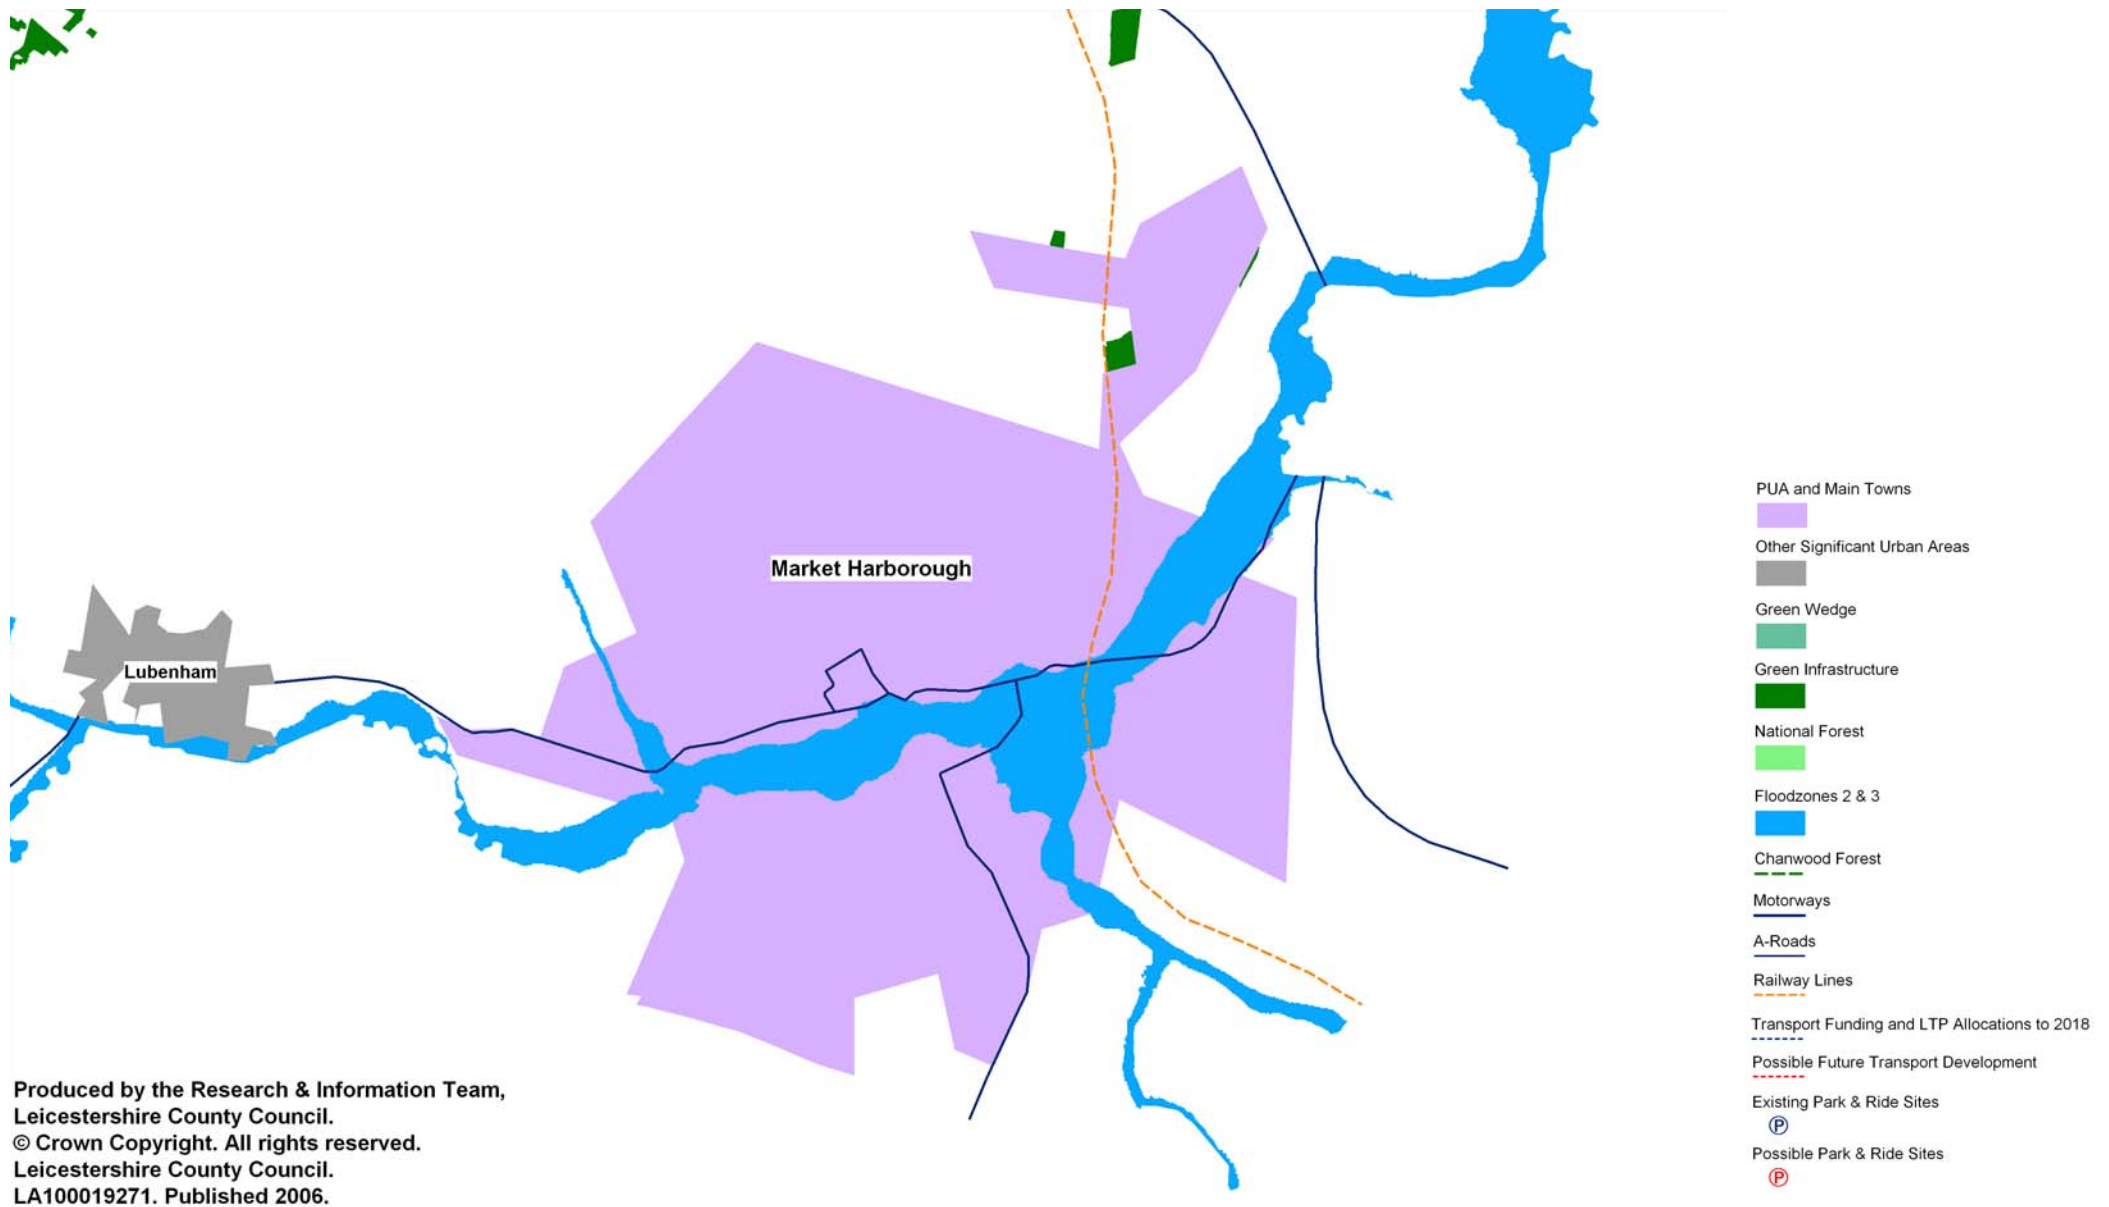 Market Harborough
Lubenham
PUA and Main Towns
Other Significant Urban Areas
Green Wedge
Green Infrastructure
National Forest
Floodzones 2 & 3
Chanwood Forest
Motorways
A-Roads
Railway Lines
Transport Funding and LTP Allocations to 2018
Possible Future Transport Development
Existing Park & Ride Sites
P
Possible Park & Ride Sites
P
Produced by the Research & Information Team,
Leicestershire County Council.
© Crown Copyright. All rights reserved.
Leicestershire County Council.
LA100019271. Published 2006.